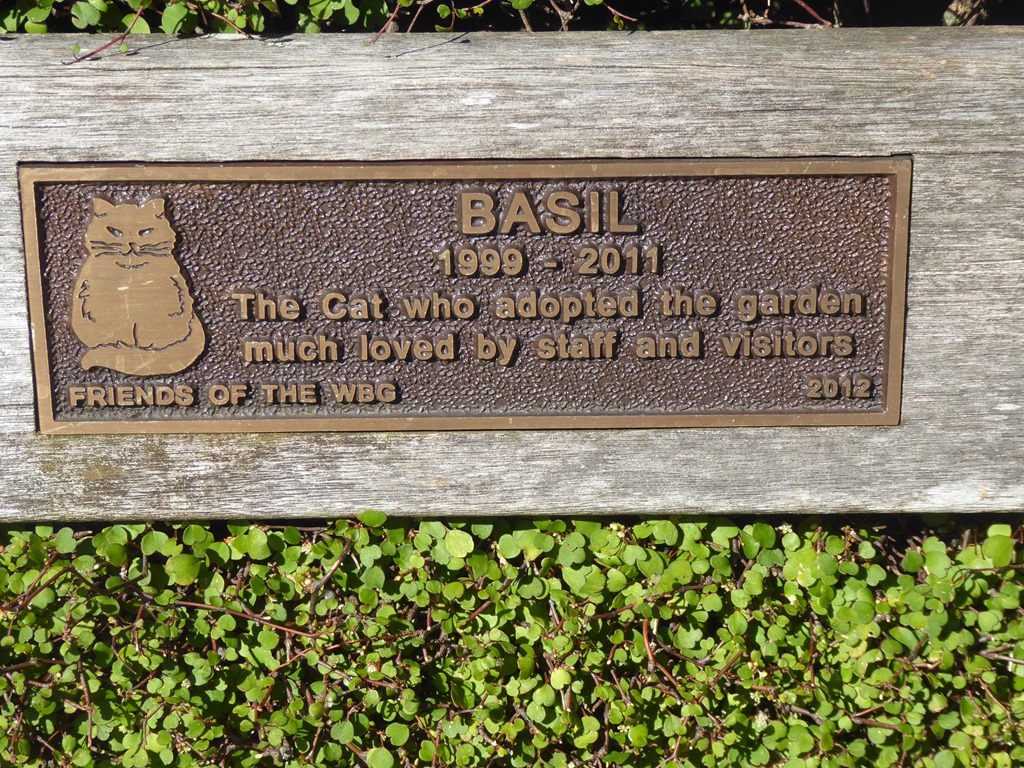 BASIL
1999 - 2011
The Cat who adopted the garden
much loved by staff and visitors
FRIENDS OF THE WBG 2012